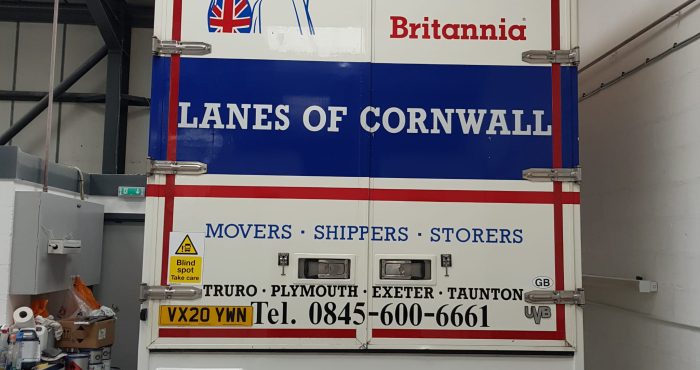 Britannia
LANES OF CORNWALL
MOVERS · SHIPPERS · STORERS
Blind
spot
Take care
GB
TRURO · PLYMOUTH · EXETER · TAUNTON
VX20 YWN
Tel. 0845-600-6661
UVB